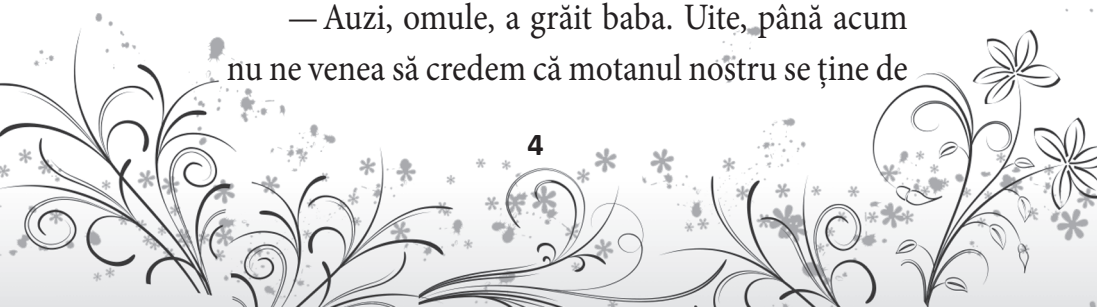 — Auzi, omule, a grăit baba. Uite, până acum
nu ne venea să credem că motanul nostru se ține de
4